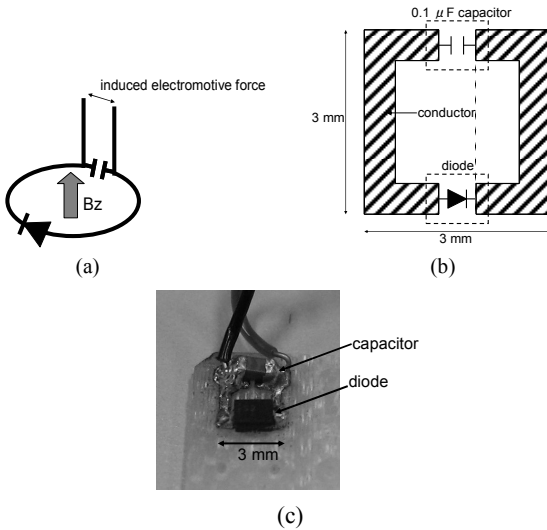 induced electromotive force
Bz
(a)
0.1 μF capacitor
3 mm
conductor
diode
3 mm
(b)
capacitor
diode
3 mm
(c)